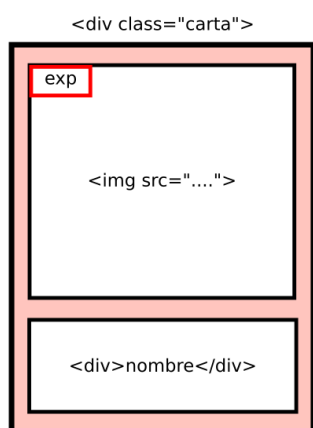 <div class="carta">
exp
<img src="....">
<div>nombre</div>